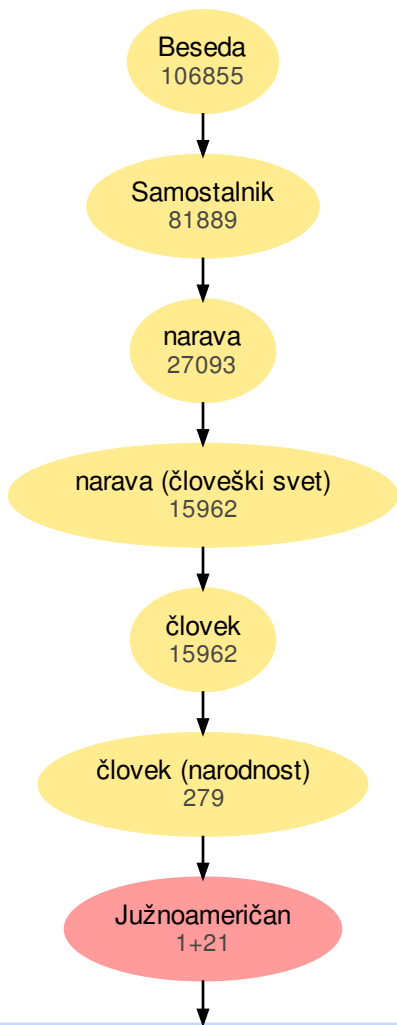 Beseda
106855
Samostalnik
81889
narava
27093
narava (človeški svet)
15962
človek
15962
človek (narodnost)
279
Južnoameričan
1+21